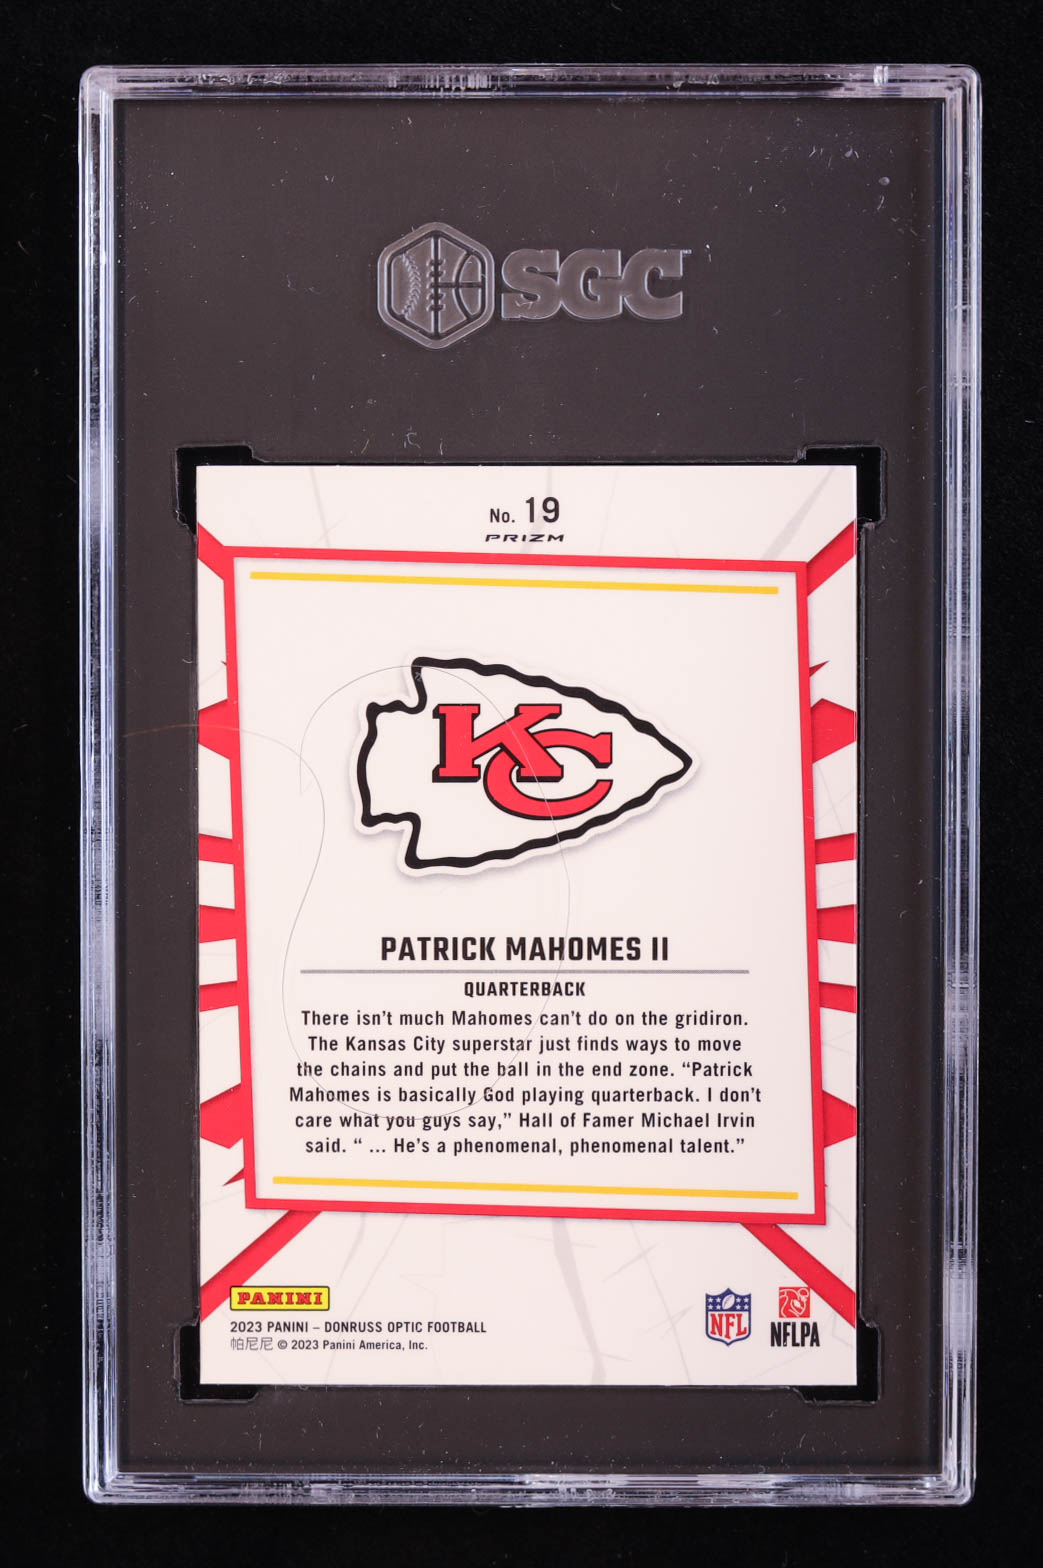 SGC
No. 19
PRIZM
KC
PATRICK MAHOMES II
QUARTERBACK
There isn't much Mahomes can't do on the gridiron.
The Kansas City superstar just finds ways to move
the chains and put the ball in the end zone. “Patrick
Mahomes is basically God playing quarterback. I don't
care what you guys say,” Hall of Famer Michael Irvin
said. “ ... He's a phenomenal, phenomenal talent.”
PANINI
2023 PANINI – DONRUSS OPTIC FOOTBALL
帕尼尼 © 2023 Panini America, Inc.
NFL
NFLPA